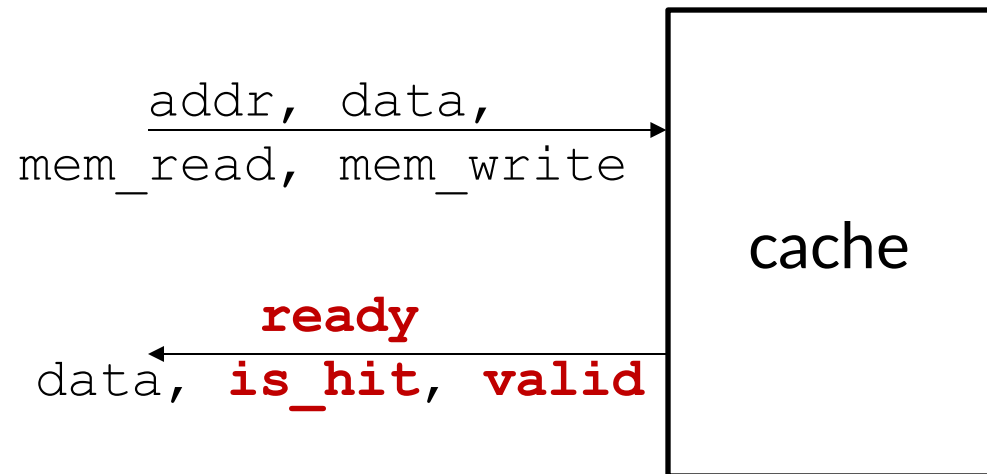 addr, data,
mem_read, mem_write
cache
ready
data, is_hit, valid